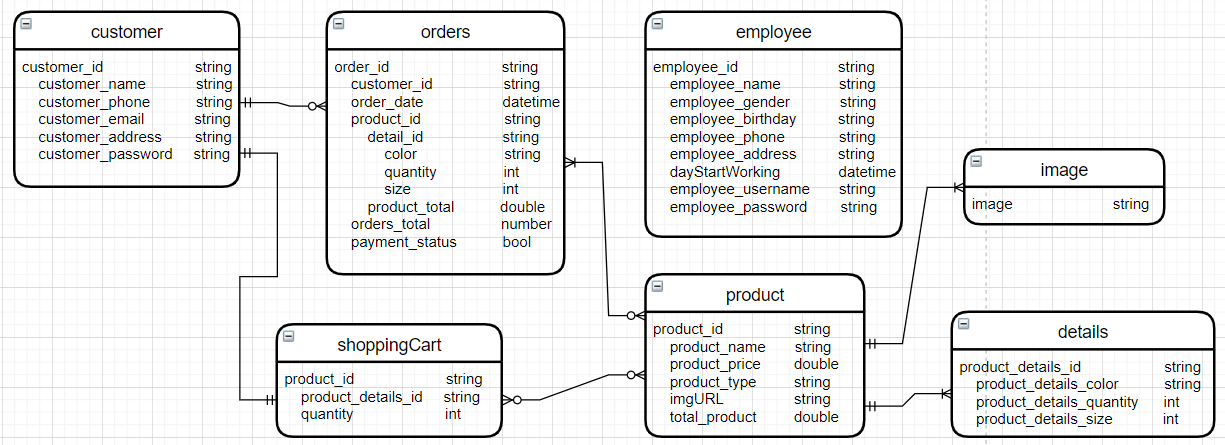 customer
customer_id string
customer_name string
customer_phone string
customer_email string
customer_address string
customer_password string
orders
order_id string
customer_id string
order_date datetime
product_id string
detail_id string
color string
quantity int
size int
product_total double
orders_total number
payment_status bool
employee
employee_id string
employee_name string
employee_gender string
employee_birthday string
employee_phone string
employee_address string
dayStartWorking datetime
employee_username string
employee_password string
image
image string
shoppingCart
product_id string
product_details_id string
quantity int
product
product_id string
product_name string
product_price double
product_type string
imgURL string
total_product double
details
product_details_id string
product_details_color string
product_details_quantity int
product_details_size int